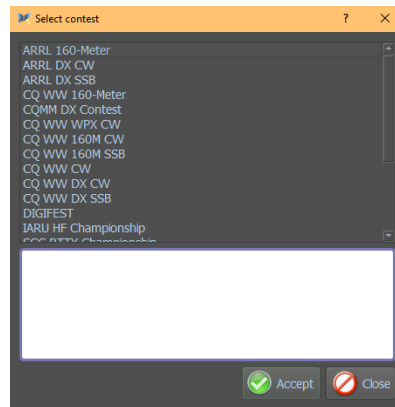 Select contest
?
ARRL 160-Meter
ARRL DX CW
ARRL DX SSB
CQ WW 160-Meter
CQMM DX Contest
CQ WW WPX CW
CQ WW 160M CW
CQ WW 160M SSB
CQ WW CW
CQ WW DX CW
CQ WW DX SSB
DIGIFEST
IARU HF Championship
RTTY Championship
Accept
Close